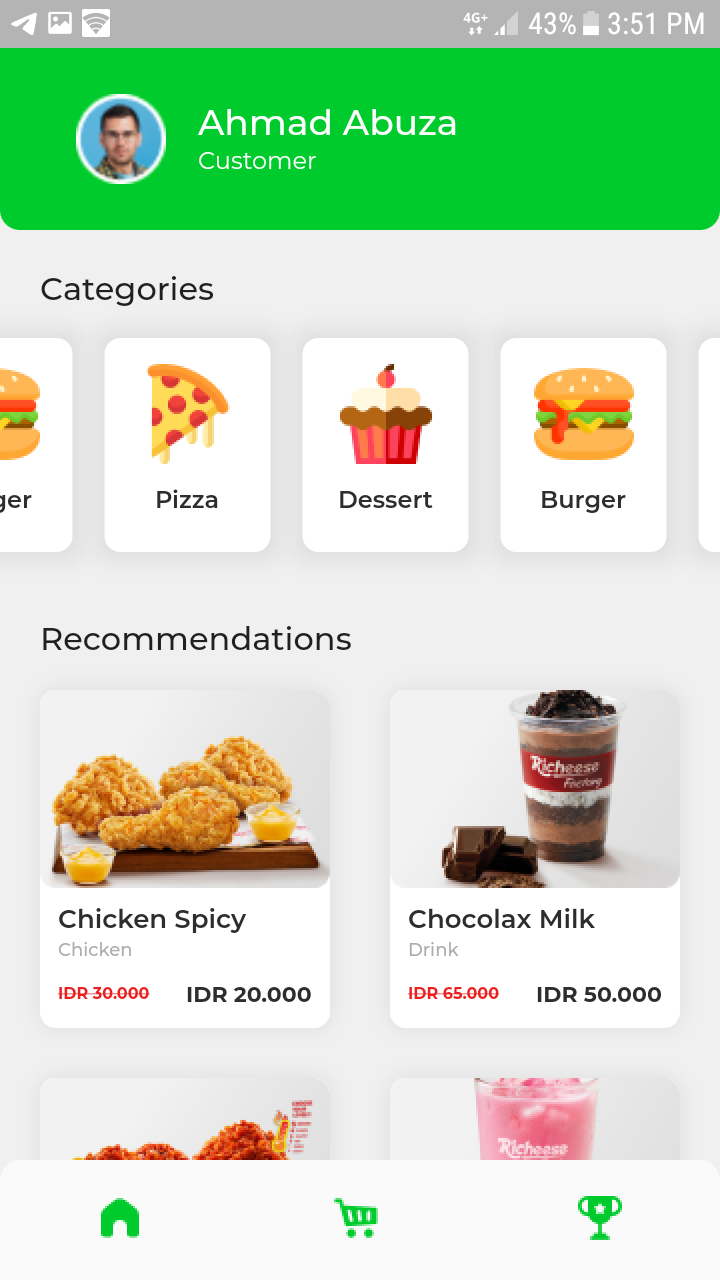 4G+ 43% 3:51 PM
Ahmad Abuza
Customer
Categories
ger
Pizza
Dessert
Burger
Recommendations
Richeese
Factory
Chicken Spicy
Chocolax Milk
Chicken
Drink
IDR 30.000 IDR 20.000
IDR 65.000 IDR 50.000
Richeese